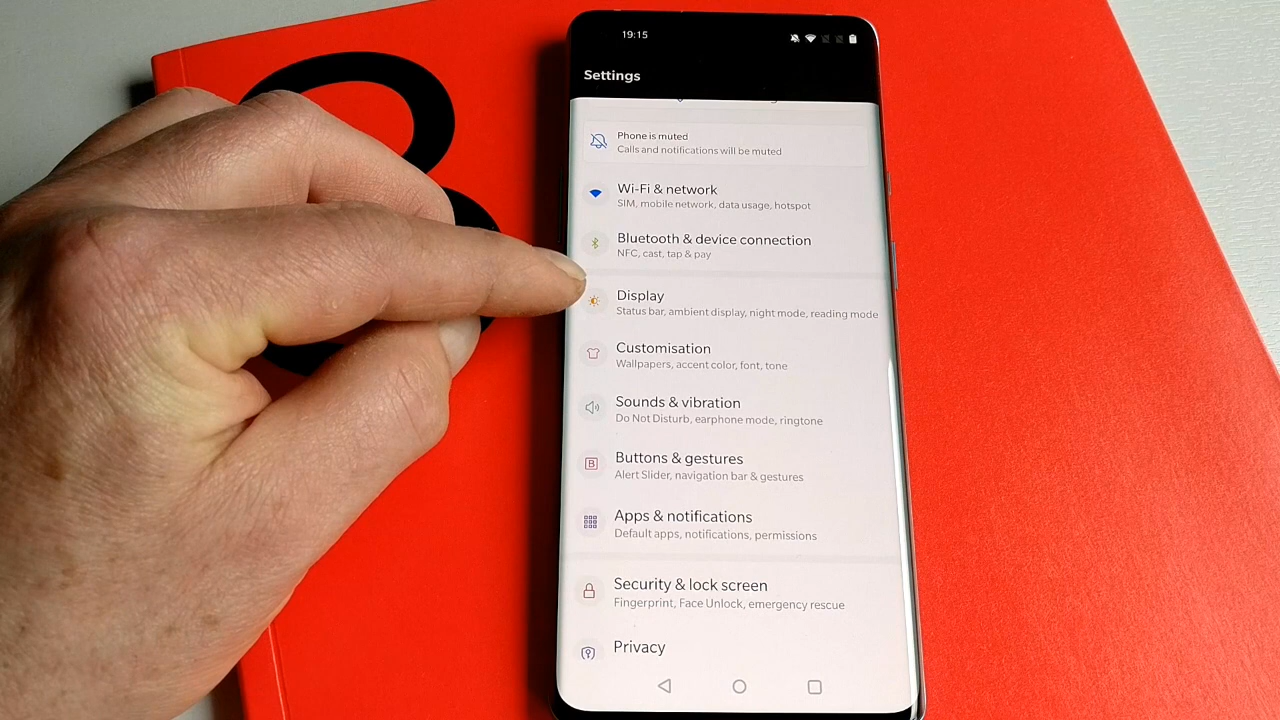 19:15
Settings
Phone is muted
Calls and notifications will be muted
Wi-Fi & network
SIM, mobile network, data usage, hotspot
Bluetooth & device connection
NFC, cast, tap & pay
Display
Status bar, ambient display, night mode, reading mode
Customisation
Wallpapers, accent color, font, tone
Sounds & vibration
Do Not Disturb, earphone mode, ringtone
B
Buttons & gestures
Alert Slider, navigation bar & gestures
Apps & notifications
Default apps, notifications, permissions
Security & lock screen
Fingerprint, Face Unlock, emergency rescue
Privacy